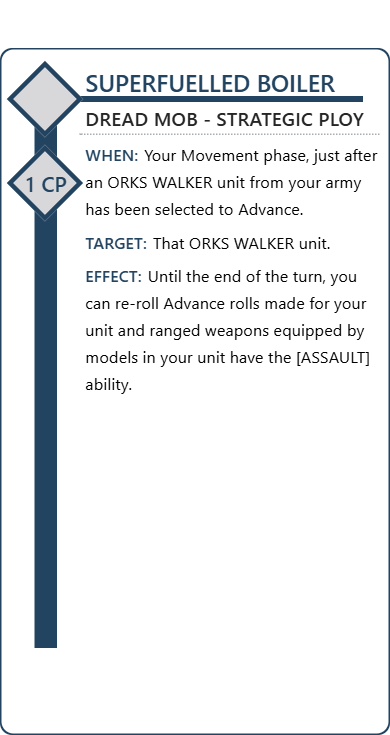 SUPERFUELLED BOILER
DREAD MOB - STRATEGIC PLOY
1 CP
WHEN: Your Movement phase, just after
an ORKS WALKER unit from your army
has been selected to Advance.
TARGET: That ORKS WALKER unit.
EFFECT: Until the end of the turn, you
can re-roll Advance rolls made for your
unit and ranged weapons equipped by
models in your unit have the [ASSAULT]
ability.